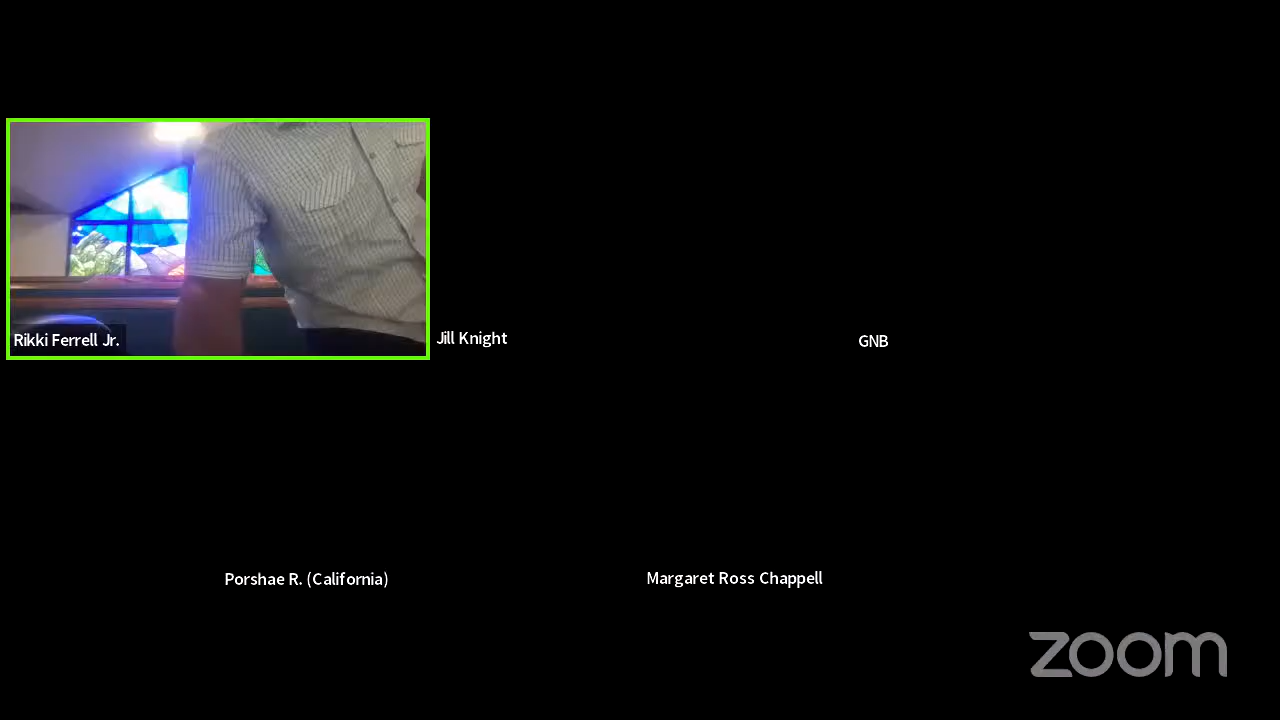 Rikki Ferrell Jr.
Jill Knight
GNB
Porshae R. (California)
Margaret Ross Chappell
zoom